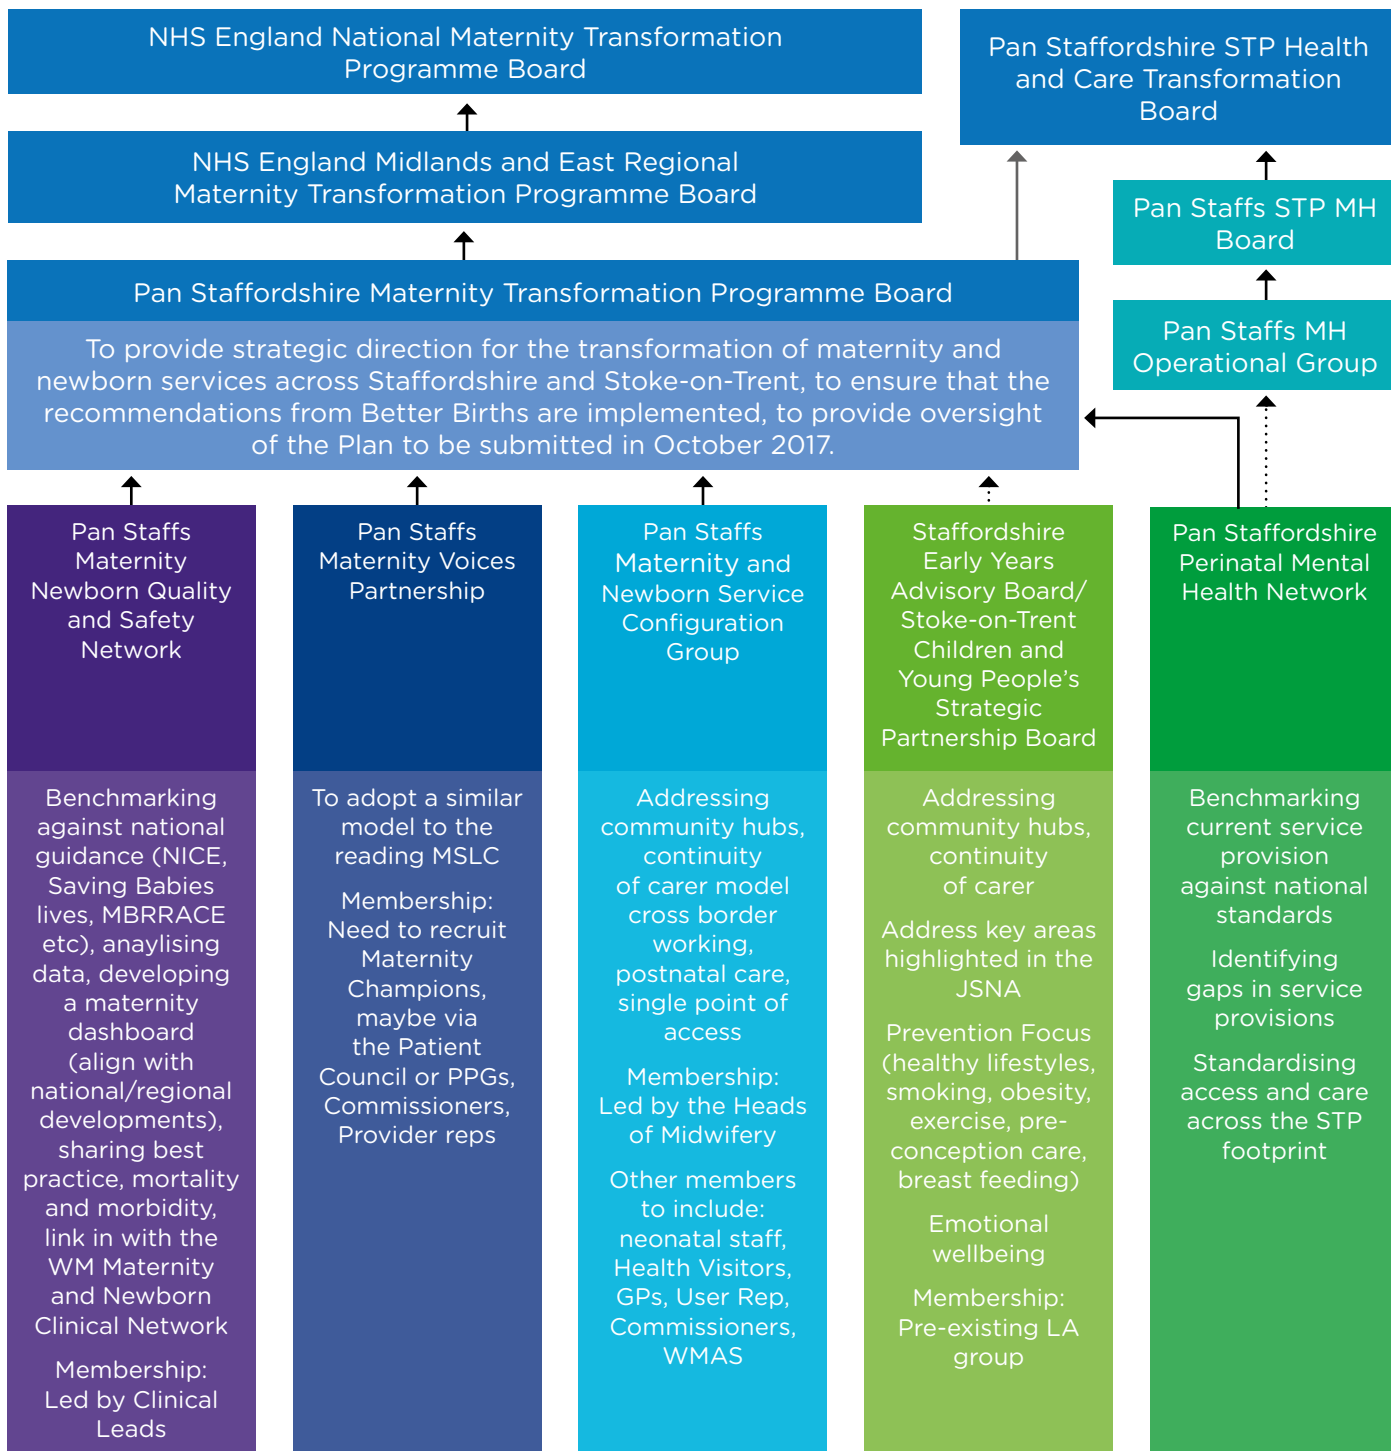 NHS England National Maternity Transformation
Programme Board
Pan Staffordshire STP Health
and Care Transformation
Board
NHS England Midlands and East Regional
Maternity Transformation Programme Board
Pan Staffs STP MH
Board
Pan Staffordshire Maternity Transformation Programme Board
To provide strategic direction for the transformation of maternity and
newborn services across Staffordshire and Stoke-on-Trent, to ensure that the
recommendations from Better Births are implemented, to provide oversight
of the Plan to be submitted in October 2017.
Pan Staffs MH
Operational Group
Pan Staffs
Maternity
Newborn Quality
and Safety
Network
Benchmarking
against national
guidance (NICE,
Saving Babies
lives, MBRRACE
etc), anaylising
data, developing
a maternity
dashboard
(align with
national/regional
developments),
sharing best
practice, mortality
and morbidity,
link in with the
WM Maternity
and Newborn
Clinical Network
Membership:
Led by Clinical
Leads
Pan Staffs
Maternity Voices
Partnership
To adopt a similar
model to the
reading MSLC
Membership:
Need to recruit
Maternity
Champions,
maybe via
the Patient
Council or PPGs,
Commissioners,
Provider reps
Pan Staffs
Maternity and
Newborn Service
Configuration
Group
Addressing
community hubs,
continuity
of carer model
cross border
working,
postnatal care,
single point of
access
Membership:
Led by the Heads
of Midwifery
Other members
to include:
neonatal staff,
Health Visitors,
GPs, User Rep,
Commissioners,
WMAS
Staffordshire
Early Years
Advisory Board/
Stoke-on-Trent
Children and
Young People's
Strategic
Partnership Board
Addressing
community hubs,
continuity
of carer
Address key areas
highlighted in the
JSNA
Prevention Focus
(healthy lifestyles,
smoking, obesity,
exercise, pre-
conception care,
breast feeding)
Emotional
wellbeing
Membership:
Pre-existing LA
group
Pan Staffordshire
Perinatal Mental
Health Network
Benchmarking
current service
provision
against national
standards
Identifying
gaps in service
provisions
Standardising
access and care
across the STP
footprint